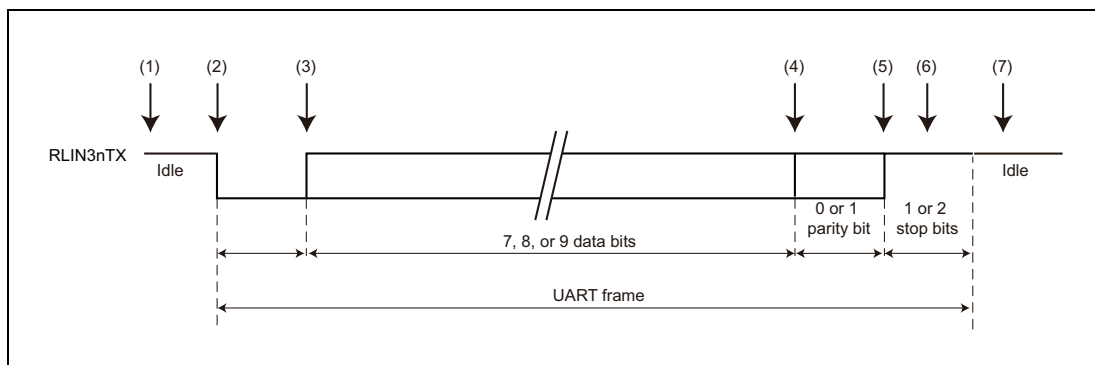 (1) (2) (3) (4) (5) (6) (7)
RLIN3nTX
Idle
Idle
0 or 1
parity bit
1 or 2
stop bits
7, 8, or 9 data bits
UART frame